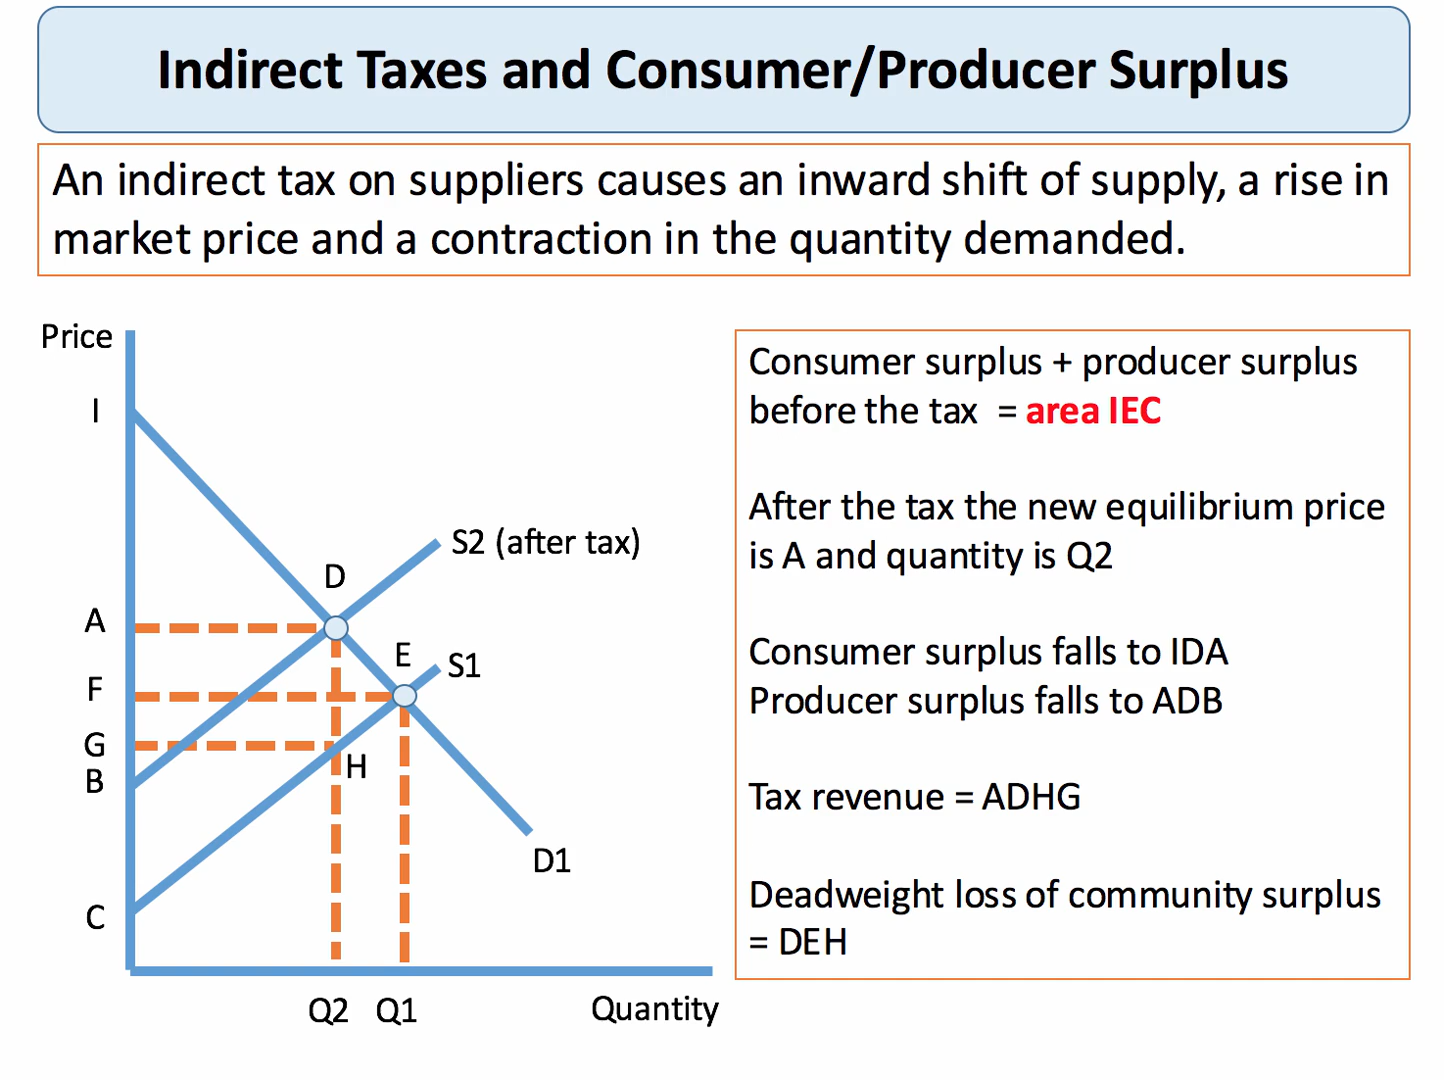 Indirect Taxes and Consumer/Producer Surplus
An indirect tax on suppliers causes an inward shift of supply, a rise in
market price and a contraction in the quantity demanded.
Price
I
S2 (after tax)
D
A
E
S1
F
G
H
B
D1
C
Q2
Q1
Quantity
Consumer surplus + producer surplus
before the tax = area IEC
After the tax the new equilibrium price
is A and quantity is Q2
Consumer surplus falls to IDA
Producer surplus falls to ADB
Tax revenue = ADHG
Deadweight loss of community surplus
= DEH